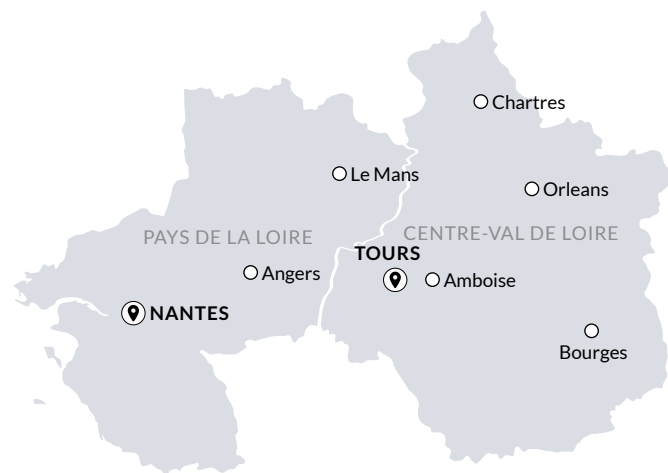 Chartres
Le Mans
Orleans
PAYS DE LA LOIRE
CENTRE-VAL DE LOIRE
TOURS
Angers
Amboise
NANTES
Bourges